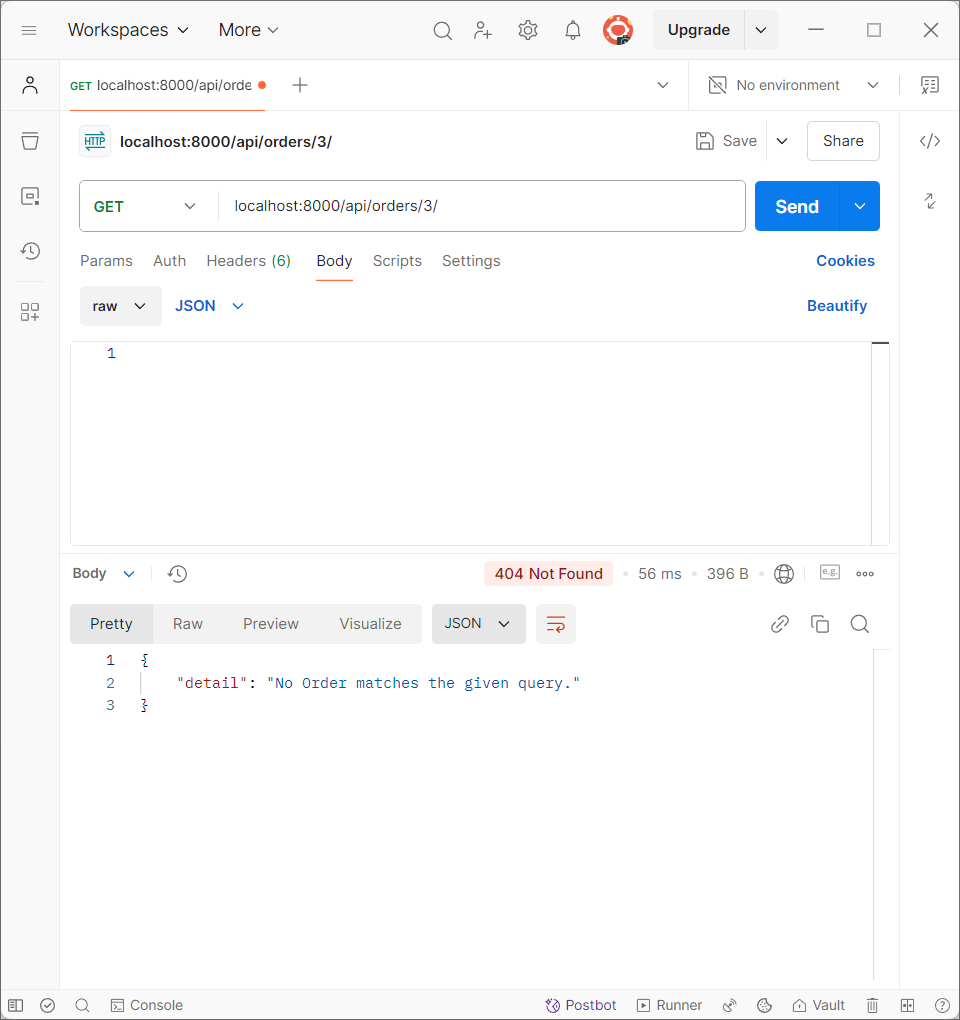 Workspaces More Upgrade
GET localhost:8000/api/orde No environment
HTTP localhost:8000/api/orders/3/ Save Share
GET localhost:8000/api/orders/3/ Send
Params Auth Headers (6) Body Scripts Settings Cookies
raw JSON Beautify
1
Body 404 Not Found 56 ms 396 B e.g.
Pretty Raw Preview Visualize JSON
1 {
2 "detail": "No Order matches the given query."
3 }
Console Postbot Runner Vault